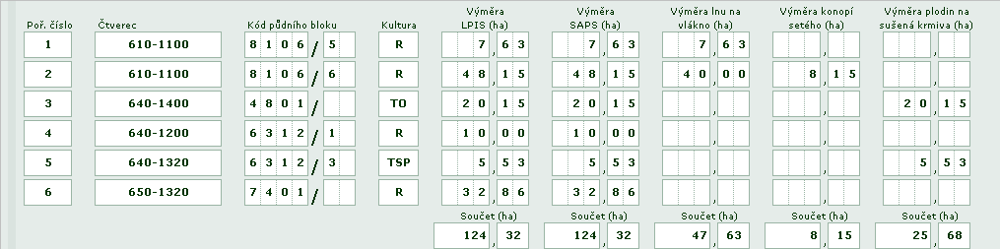 Výměra Výměra Výměra lnu na Výměra konopí Výměra plodin na
Poř. číslo Čtverec Kód půdního bloku Kultura LPIS (ha) SAPS (ha) vlákno (ha) setého (ha) sušená krmiva (ha)
1 610-1100 8106/5 R 7,63 7,63 7,63 ,
2 610-1100 8106/6 R 48,15 48,15 40,00 8,15 ,
3 640-1400 4801/ TO 20,15 20,15 , , 20,15
4 640-1200 6312/1 R 10,00 10,00 , , ,
5 640-1320 6312/3 TSP 5,53 5,53 , , 5,53
6 650-1320 7401/ R 32,86 32,86 , , ,
Součet (ha) Součet (ha) Součet (ha) Součet (ha) Součet (ha)
124,32 124,32 47,63 8,15 25,68